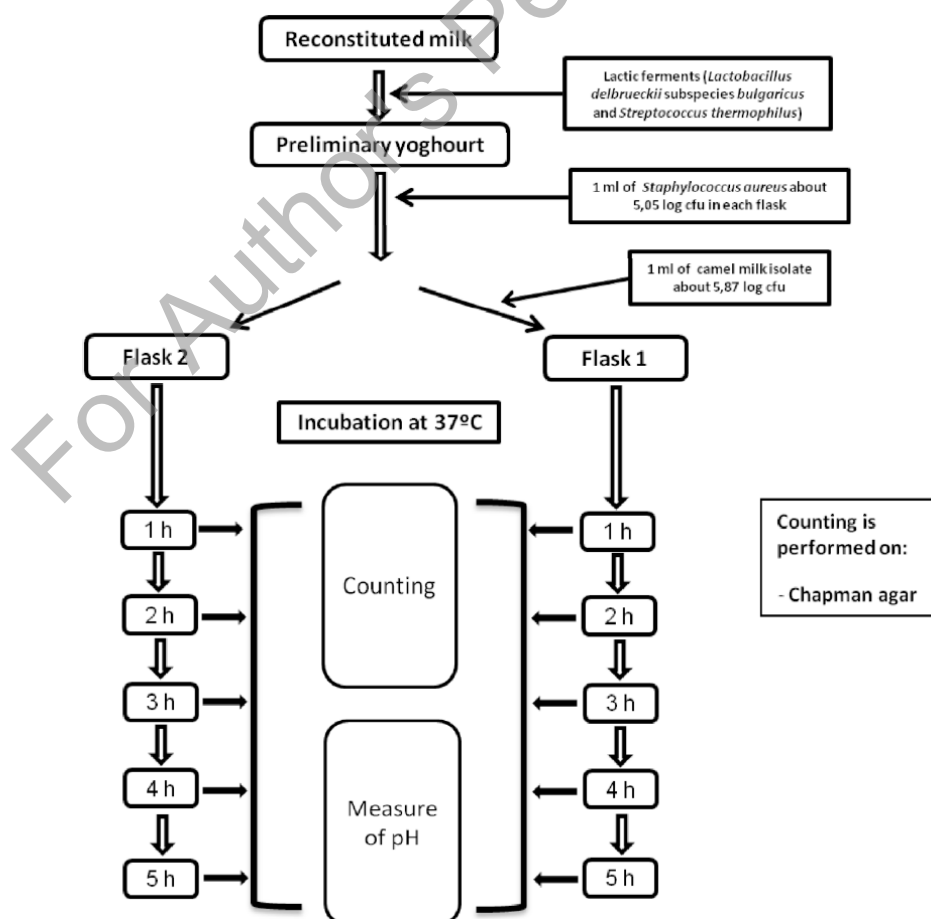 Reconstituted milk
Lactic ferments (Lactobacillus
delbrueckii subspecies bulgaricus
and Streptococcus thermophilus)
Preliminary yoghourt
1 ml of Staphylococcus aureus about
5,05 log cfu in each flask
1 ml of camel milk isolate
about 5,87 log cfu
Flask 2
Flask 1
Incubation at 37ºC
1 h
1 h
Counting is
performed on:
- Chapman agar
Counting
2 h
2 h
3 h
3 h
4 h
4 h
Measure
of pH
5 h
5 h
For Author's